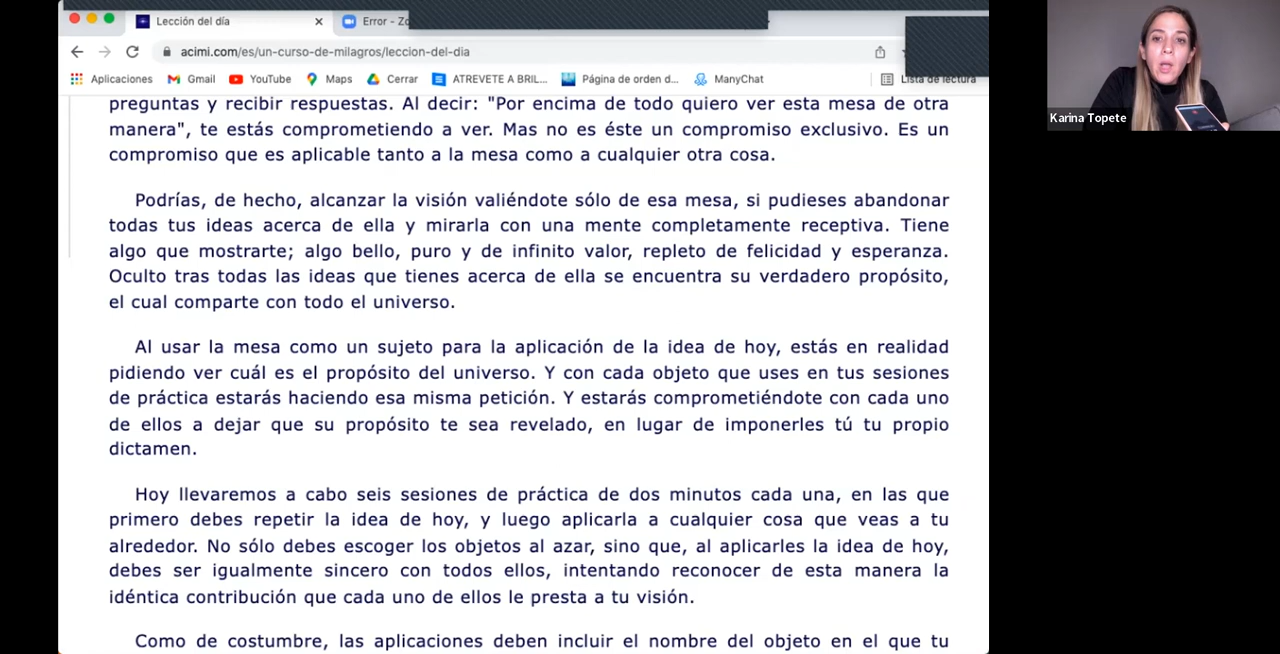 Lección del día
Error - Zo
acimi.com/es/un-curso-de-milagros/leccion-del-dia
Aplicaciones Gmail YouTube Maps Cerrar ATREVETE A BRIL... Página de orden d... ManyChat Lista de lectura
preguntas y recibir respuestas. Al decir: "Por encima de todo quiero ver esta mesa de otra
manera", te estás comprometiendo a ver. Mas no es éste un compromiso exclusivo. Es un
compromiso que es aplicable tanto a la mesa como a cualquier otra cosa.
Podrías, de hecho, alcanzar la visión valiéndote sólo de esa mesa, si pudieses abandonar
todas tus ideas acerca de ella y mirarla con una mente completamente receptiva. Tiene
algo que mostrarte; algo bello, puro y de infinito valor, repleto de felicidad y esperanza.
Oculto tras todas las ideas que tienes acerca de ella se encuentra su verdadero propósito,
el cual comparte con todo el universo.
Al usar la mesa como un sujeto para la aplicación de la idea de hoy, estás en realidad
pidiendo ver cuál es el propósito del universo. Y con cada objeto que uses en tus sesiones
de práctica estarás haciendo esa misma petición. Y estarás comprometiéndote con cada uno
de ellos a dejar que su propósito te sea revelado, en lugar de imponerles tú tu propio
dictamen.
Hoy llevaremos a cabo seis sesiones de práctica de dos minutos cada una, en las que
primero debes repetir la idea de hoy, y luego aplicarla a cualquier cosa que veas a tu
alrededor. No sólo debes escoger los objetos al azar, sino que, al aplicarles la idea de hoy,
debes ser igualmente sincero con todos ellos, intentando reconocer de esta manera la
idéntica contribución que cada uno de ellos le presta a tu visión.
Como de costumbre, las aplicaciones deben incluir el nombre del objeto en el que tu
Karina Topete